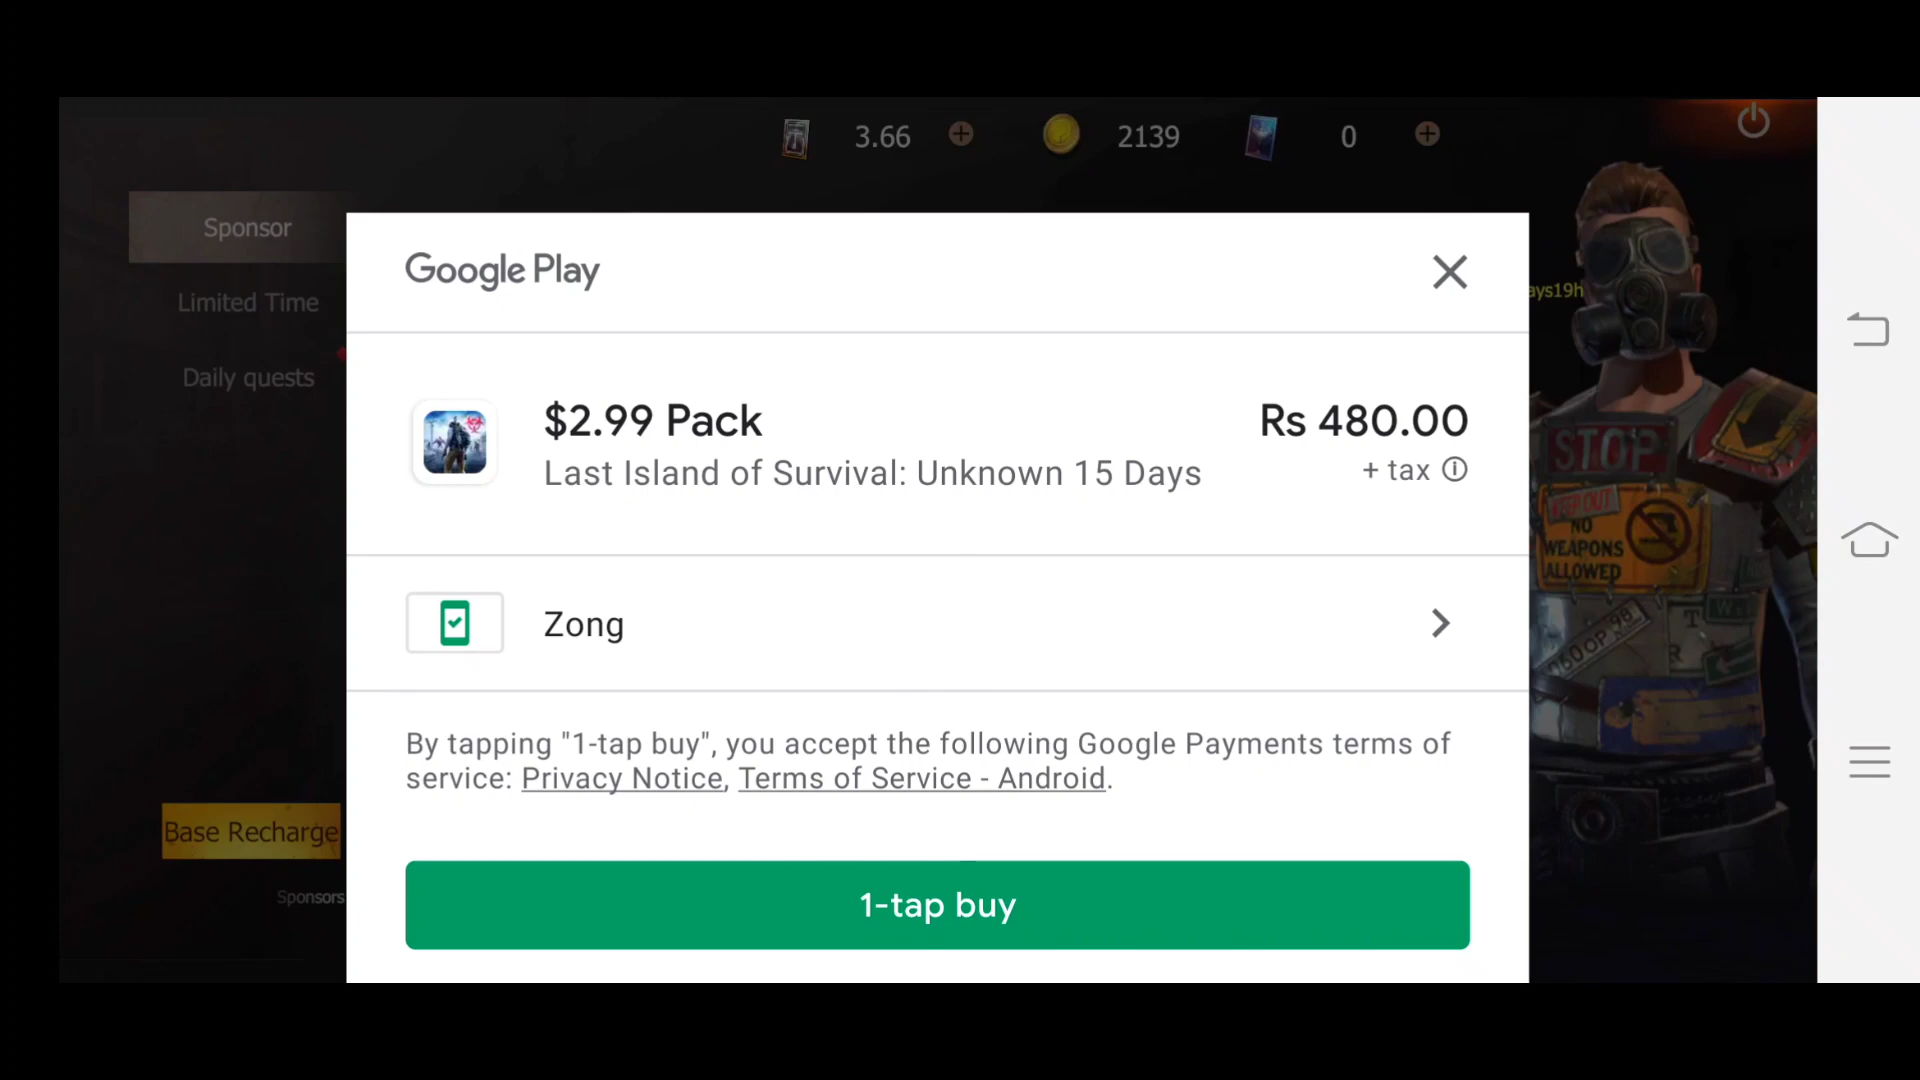 3.66
2139
0
Sponsor
Limited Time
Daily quests
Base Recharge
Sponsors
Google Play
$2.99 Pack
Rs 480.00
Last Island of Survival: Unknown 15 Days
+ tax
Zong
By tapping "1-tap buy", you accept the following Google Payments terms of
service: Privacy Notice, Terms of Service - Android.
1-tap buy
ays19h
STOP
KEEP OUT
NO
WEAPONS
ALLOWED